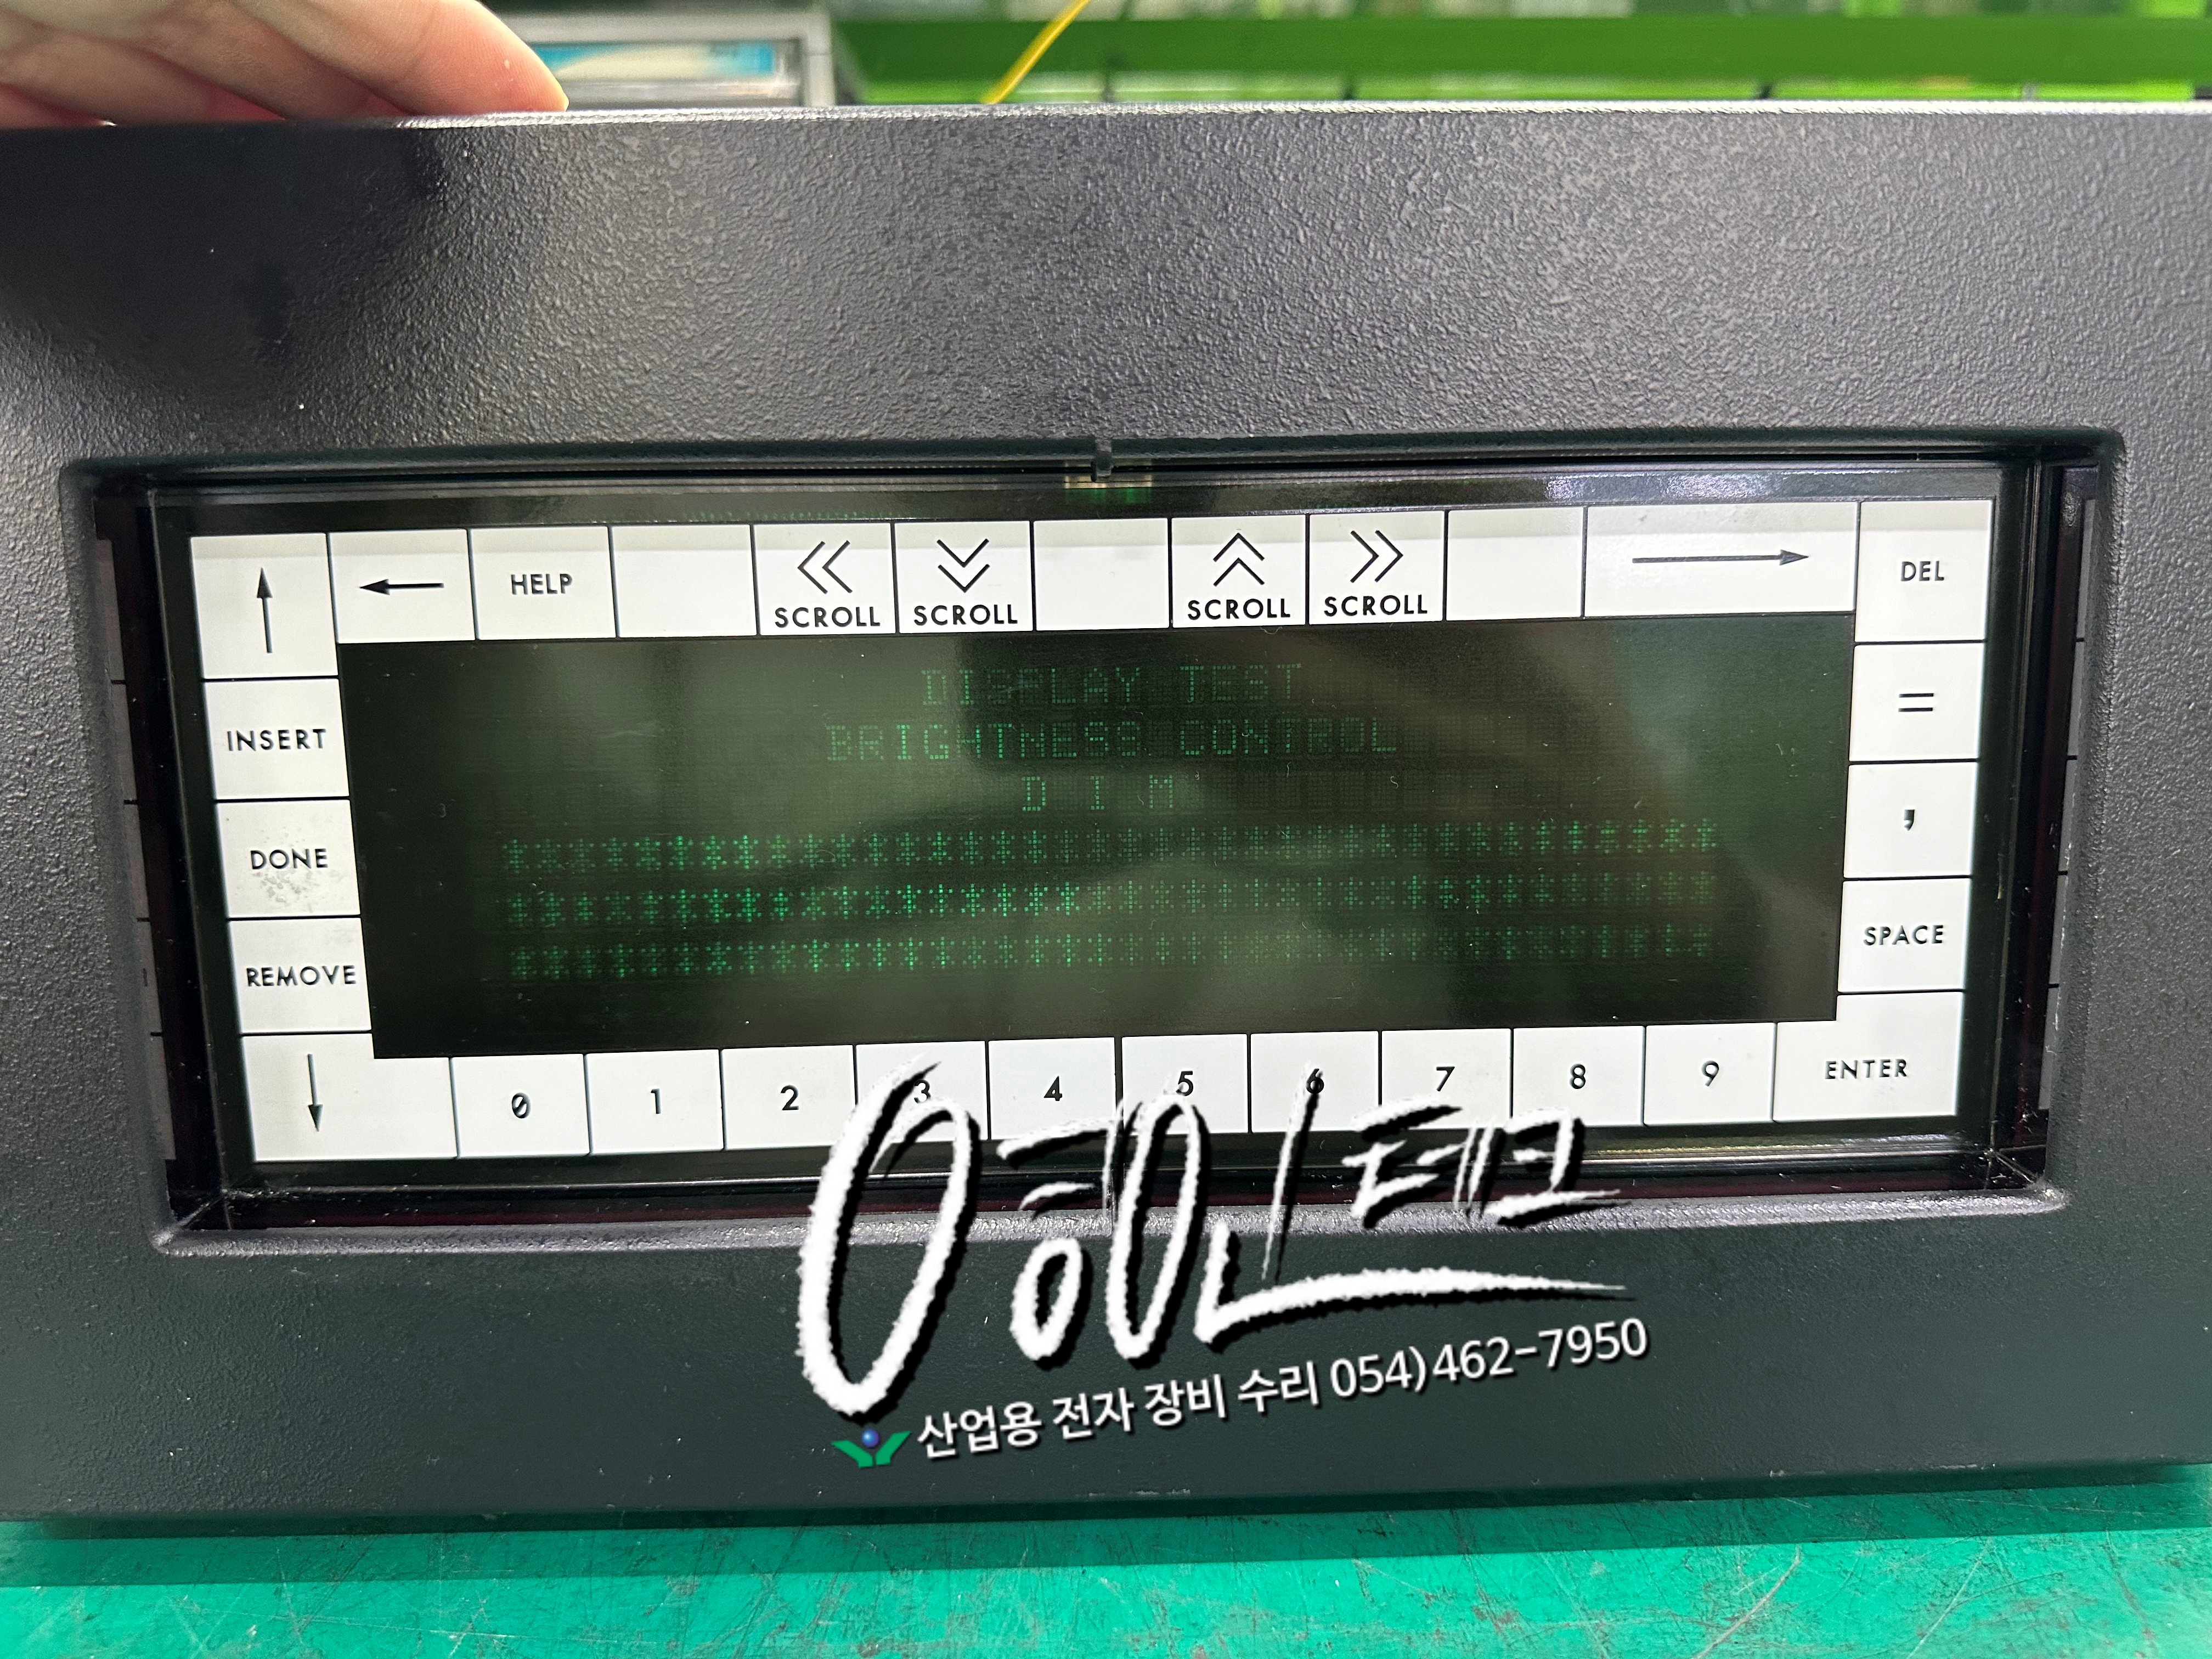 ↑ ← HELP << SCROLL SCROLL SCROLL >> SCROLL → DEL
INSERT
DONE
REMOVE
↓
DISPLAY TEST
BRIGHTNESS CONTROL
D I M
**************************************
**************************************
**************************************
=
,
SPACE
0 1 2 3 4 5 6 7 8 9 ENTER
영인테크
산업용 전자 장비 수리 054)462-7950